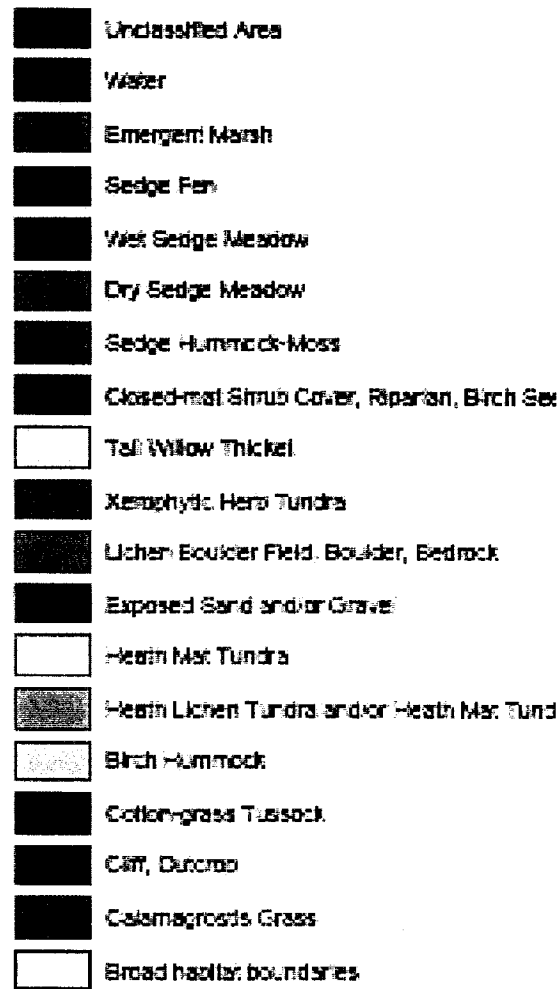 Unclassified Area
Water
Emergent Marsh
Sedge Fen
Wet Sedge Meadow
Dry Sedge Meadow
Sedge Hummock-Moss
Closed-mat Shrub Cover, Riparian, Birch See
Tall Willow Thicket
Xerophytic Herb Tundra
Lichen Boulder Field, Boulder, Bedrock
Exposed Sand and/or Gravel
Heath Mat Tundra
Heath Lichen Tundra and/or Heath Mat Tund
Birch Hummock
Cotton-grass Tussock
Cliff, Outcrop
Calamagrostis Grass
Broad habitat boundaries